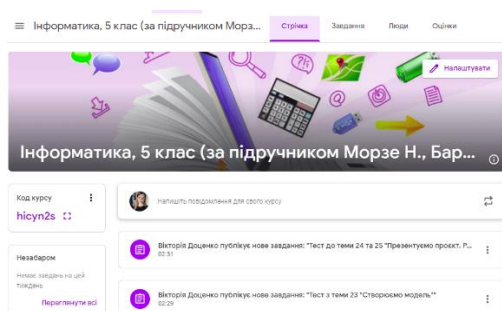 Інформатика, 5 клас (за підручником Морз...
Стрічка
Завдання
Люди
Оцінки
Налаштувати
Інформатика, 5 клас (за підручником Морзе Н., Бар...
Код курсу
hicyn2s
Напишіть повідомлення для свого курсу
Незабаром
Немає завдань на цей
тиждень
Переглянути всі
Вікторія Доценко публікує нове завдання: "Тест до теми 24 та 25 "Презентуємо проєкт. Р...
02:31
Вікторія Доценко публікує нове завдання: "Тест з теми 23 "Створюємо модель""
02:29